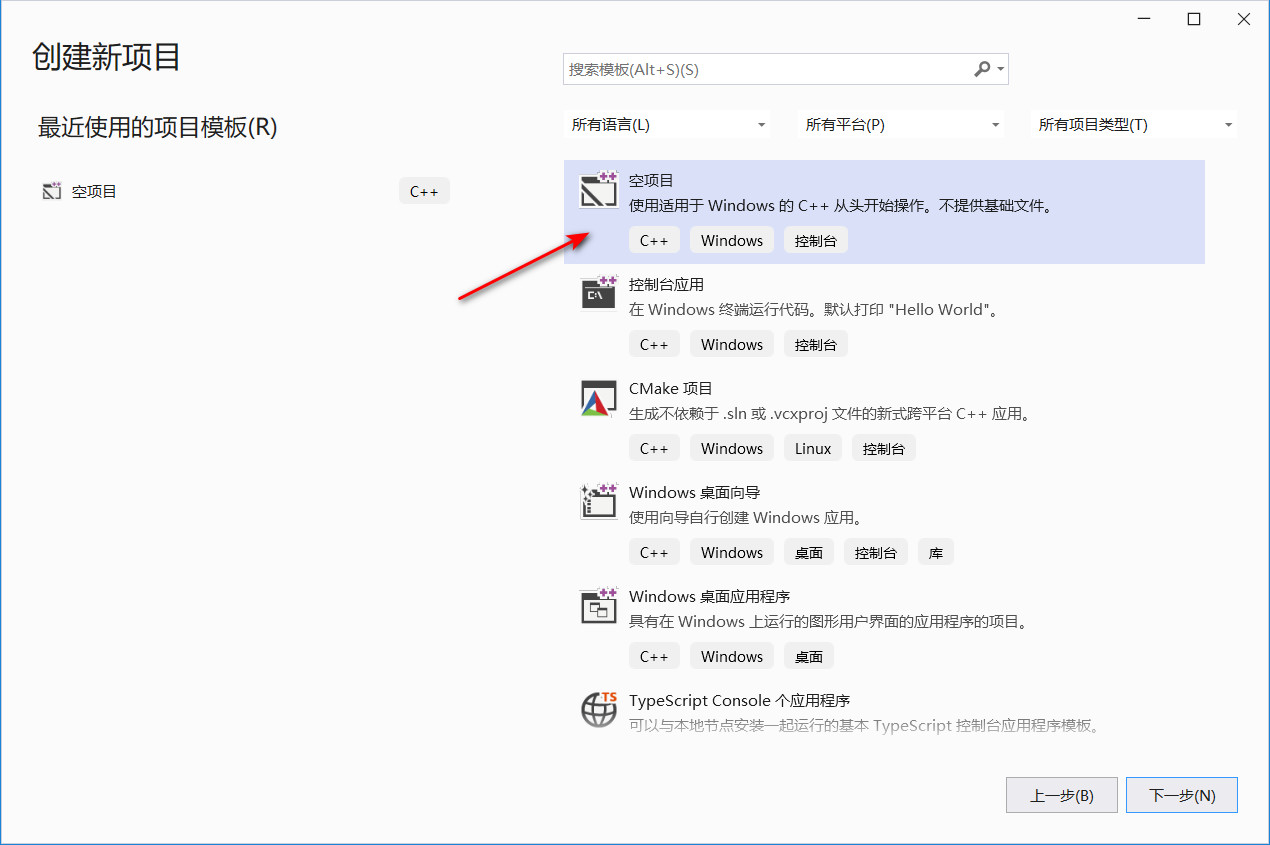 创建新项目
最近使用的项目模板(R)
空项目
C++
搜索模板(Alt+S)(S)
所有语言(L)
所有平台(P)
所有项目类型(T)
空项目
使用适用于 Windows 的 C++ 从头开始操作。不提供基础文件。
C++ Windows 控制台
控制台应用
在 Windows 终端运行代码。默认打印 "Hello World"。
C++ Windows 控制台
CMake 项目
生成不依赖于 .sln 或 .vcxproj 文件的新式跨平台 C++ 应用。
C++ Windows Linux 控制台
Windows 桌面向导
使用向导自行创建 Windows 应用。
C++ Windows 桌面 控制台 库
Windows 桌面应用程序
具有在 Windows 上运行的图形用户界面的应用程序的项目。
C++ Windows 桌面
TypeScript Console 个应用程序
可以与本地节点安装一起运行的基本 TypeScript 控制台应用程序模板。
上一步(B)
下一步(N)